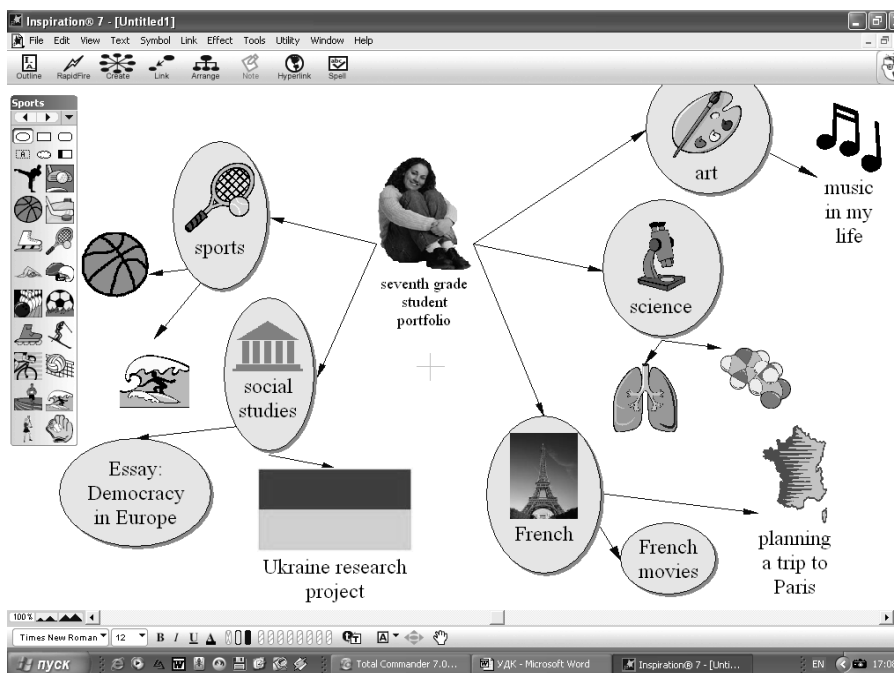 Inspiration® 7 - [Untitled1]
File Edit View Text Symbol Link Effect Tools Utility Window Help
Outline RapidFire Create Link Arrange Note Hyperlink Spell
Sports
sports
seventh grade
student
portfolio
art
music
in my
life
science
social
studies
Essay:
Democracy
in Europe
Ukraine research
project
French
French
movies
planning
a trip to
Paris
100%
Times New Roman 12 B I U A
пуск Total Commander 7.0... УДК - Microsoft Word Inspiration® 7 - [Unti... EN